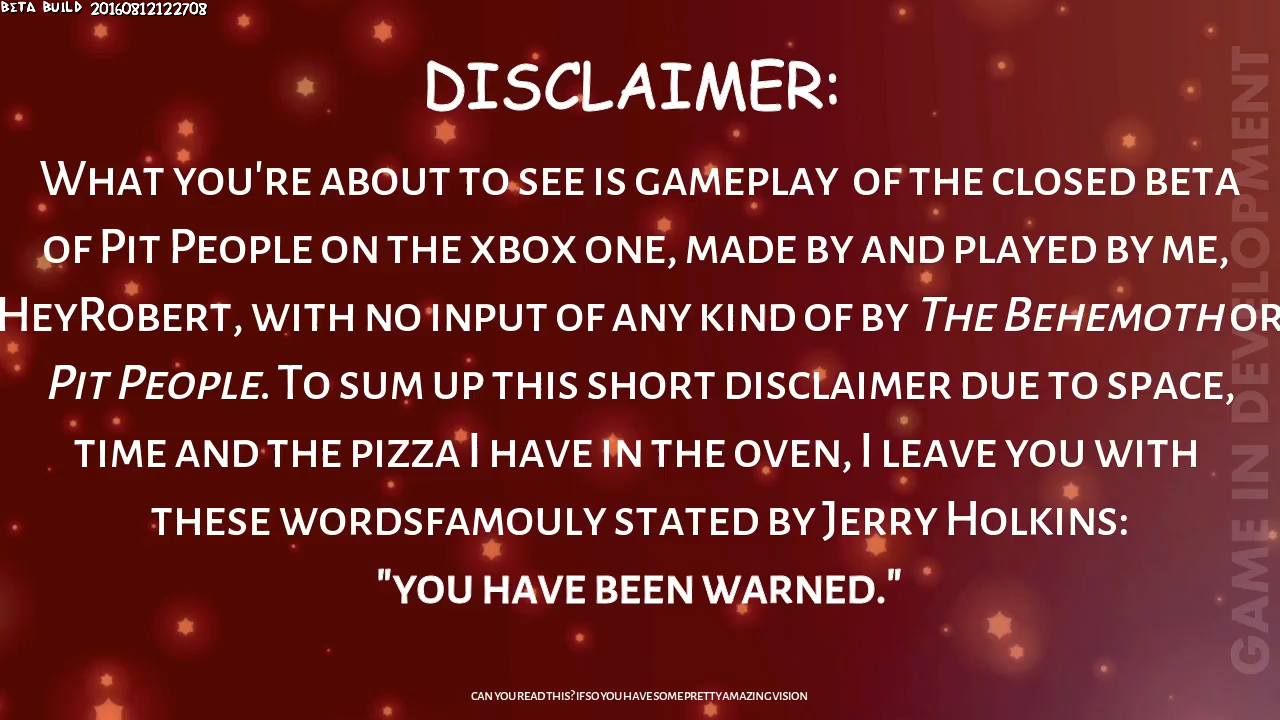 BETA BUILD 20160812122708
DISCLAIMER:
WHAT YOU'RE ABOUT TO SEE IS GAMEPLAY OF THE CLOSED BETA
OF PIT PEOPLE ON THE XBOX ONE, MADE BY AND PLAYED BY ME,
HEYROBERT, WITH NO INPUT OF ANY KIND OF BY THE BEHEMOTH OR
PIT PEOPLE. TO SUM UP THIS SHORT DISCLAIMER DUE TO SPACE,
TIME AND THE PIZZA I HAVE IN THE OVEN, I LEAVE YOU WITH
THESE WORDSFAMOULY STATED BY JERRY HOLKINS:
"YOU HAVE BEEN WARNED."
CAN YOU READ THIS? IF SO YOU HAVE SOME PRETTY AMAZING VISION
GAME IN DEVELOPMENT